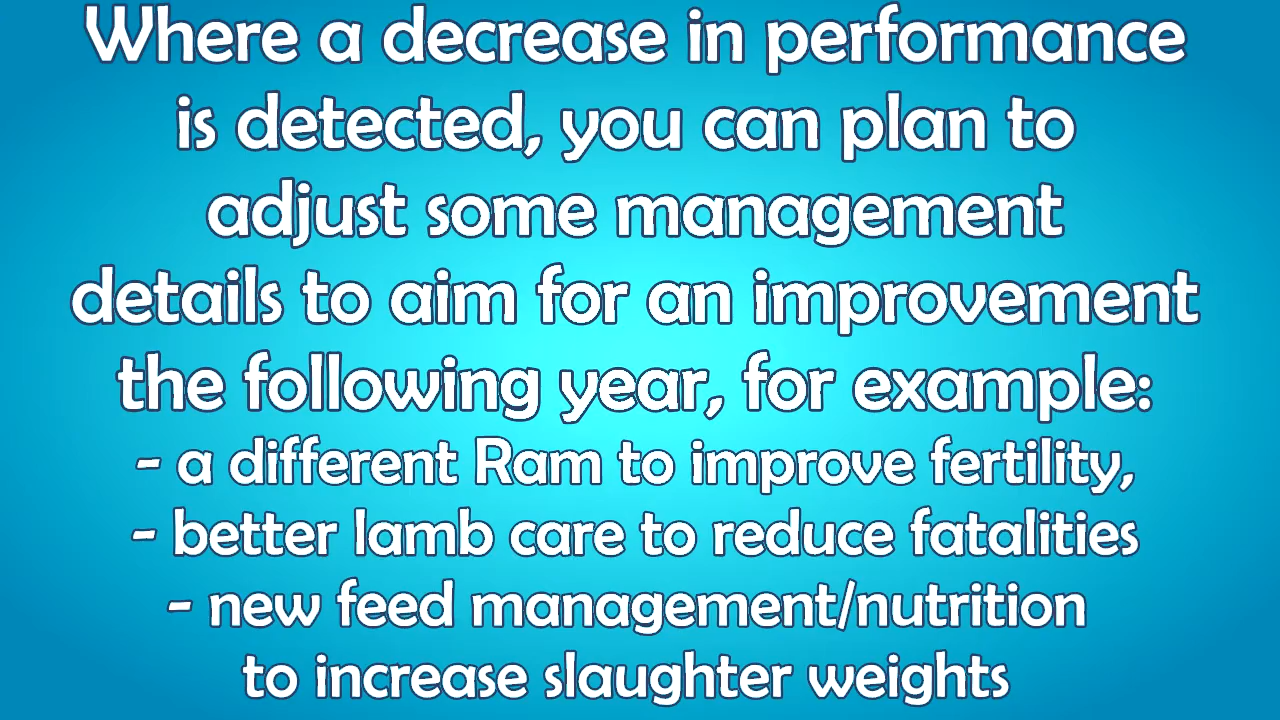 Where a decrease in performance
is detected, you can plan to
adjust some management
details to aim for an improvement
the following year, for example:
- a different Ram to improve fertility,
- better lamb care to reduce fatalities
- new feed management/nutrition
to increase slaughter weights